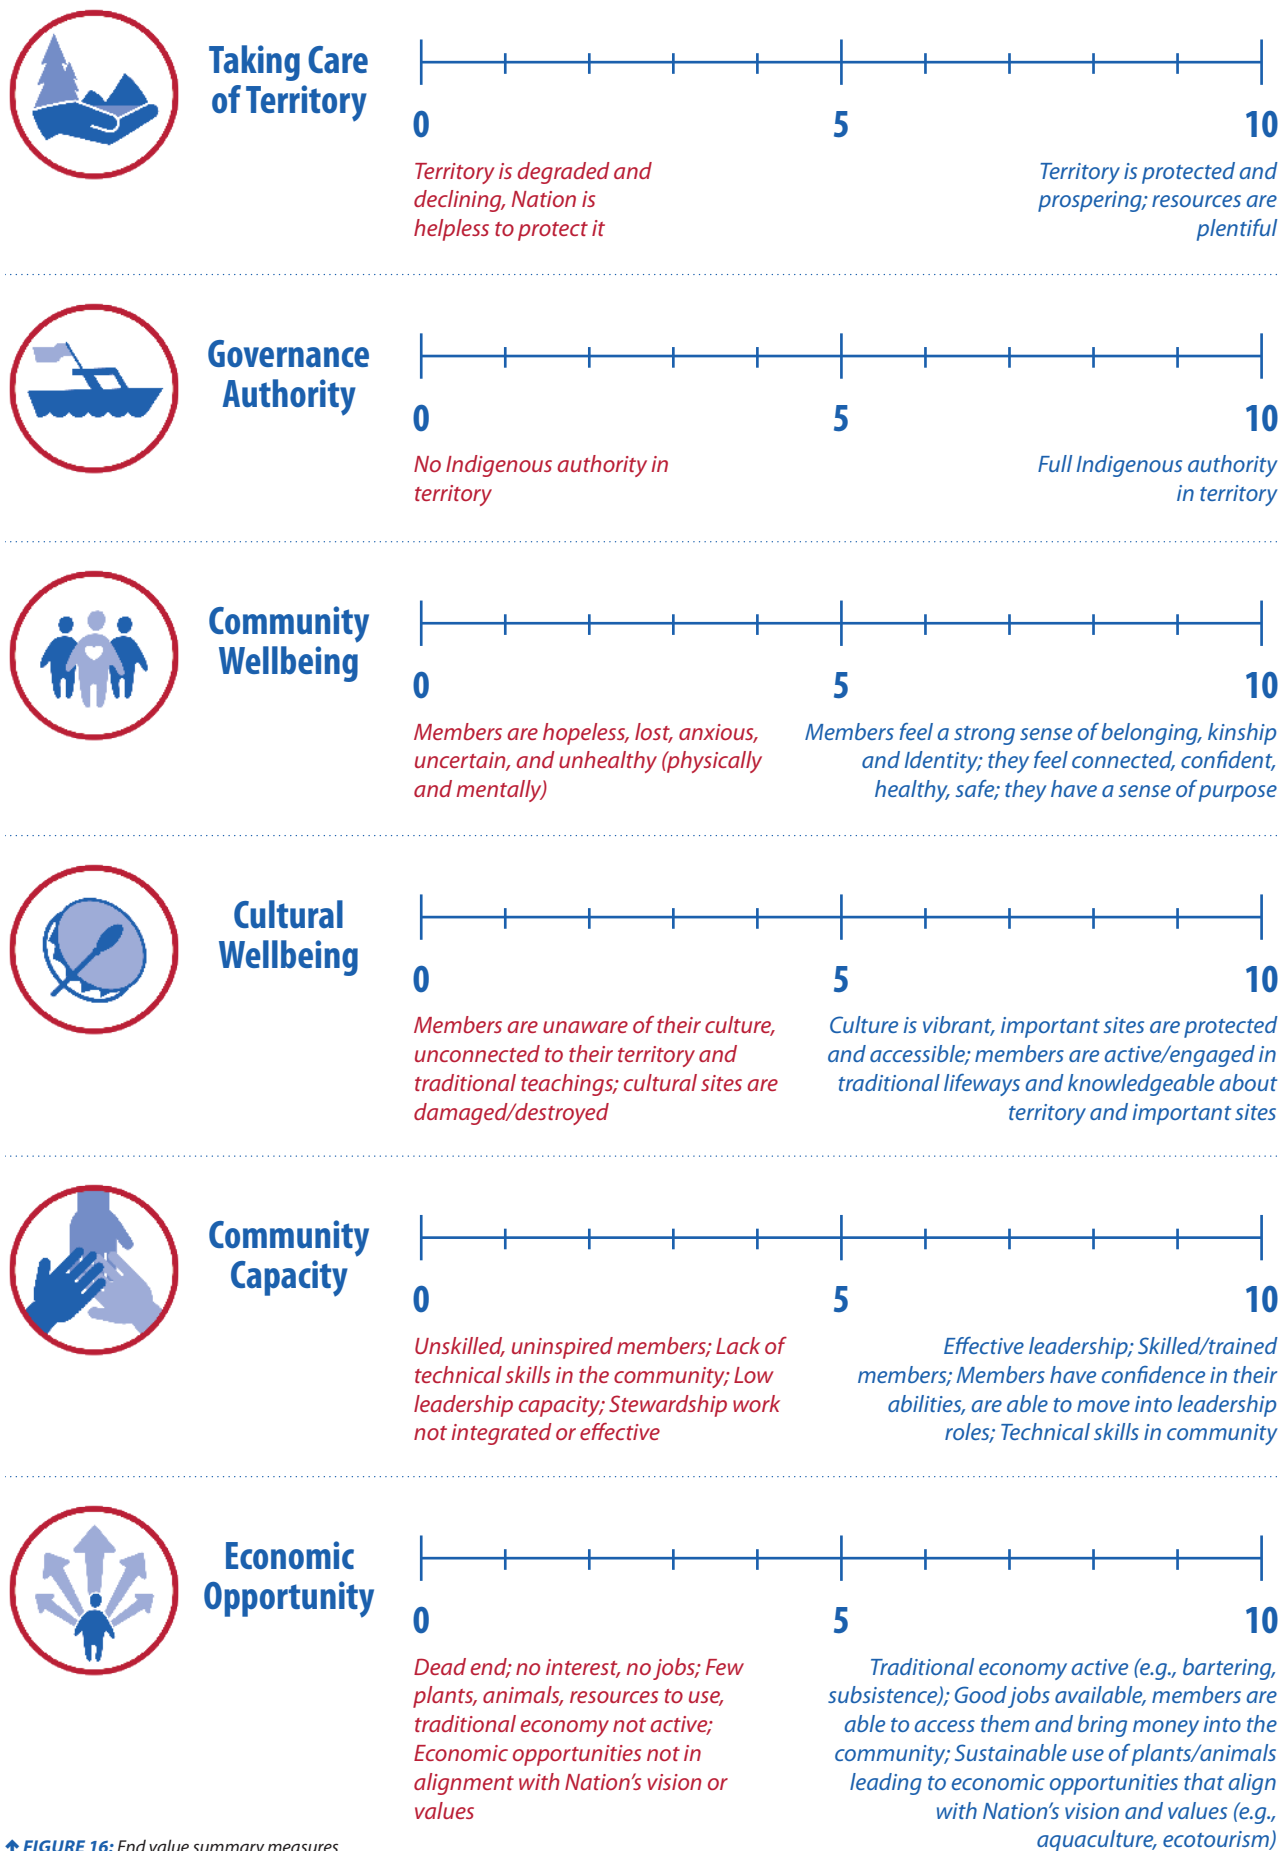 Taking Care
of Territory
0 5 10
Territory is degraded and
declining, Nation is
helpless to protect it
Territory is protected and
prospering; resources are
plentiful
Governance
Authority
0 5 10
No Indigenous authority in
territory
Full Indigenous authority
in territory
Community
Wellbeing
0 5 10
Members are hopeless, lost, anxious,
uncertain, and unhealthy (physically
and mentally)
Members feel a strong sense of belonging, kinship
and Identity; they feel connected, confident,
healthy, safe; they have a sense of purpose
Cultural
Wellbeing
0 5 10
Members are unaware of their culture,
unconnected to their territory and
traditional teachings; cultural sites are
damaged/destroyed
Culture is vibrant, important sites are protected
and accessible; members are active/engaged in
traditional lifeways and knowledgeable about
territory and important sites
Community
Capacity
0 5 10
Unskilled, uninspired members; Lack of
technical skills in the community; Low
leadership capacity; Stewardship work
not integrated or effective
Effective leadership; Skilled/trained
members; Members have confidence in their
abilities, are able to move into leadership
roles; Technical skills in community
Economic
Opportunity
0 5 10
Dead end; no interest, no jobs; Few
plants, animals, resources to use,
traditional economy not active;
Economic opportunities not in
alignment with Nation's vision or
values
Traditional economy active (e.g., bartering,
subsistence); Good jobs available, members are
able to access them and bring money into the
community; Sustainable use of plants/animals
leading to economic opportunities that align
with Nation's vision and values (e.g.,
aquaculture, ecotourism)
FIGURE 16: End value summary measures